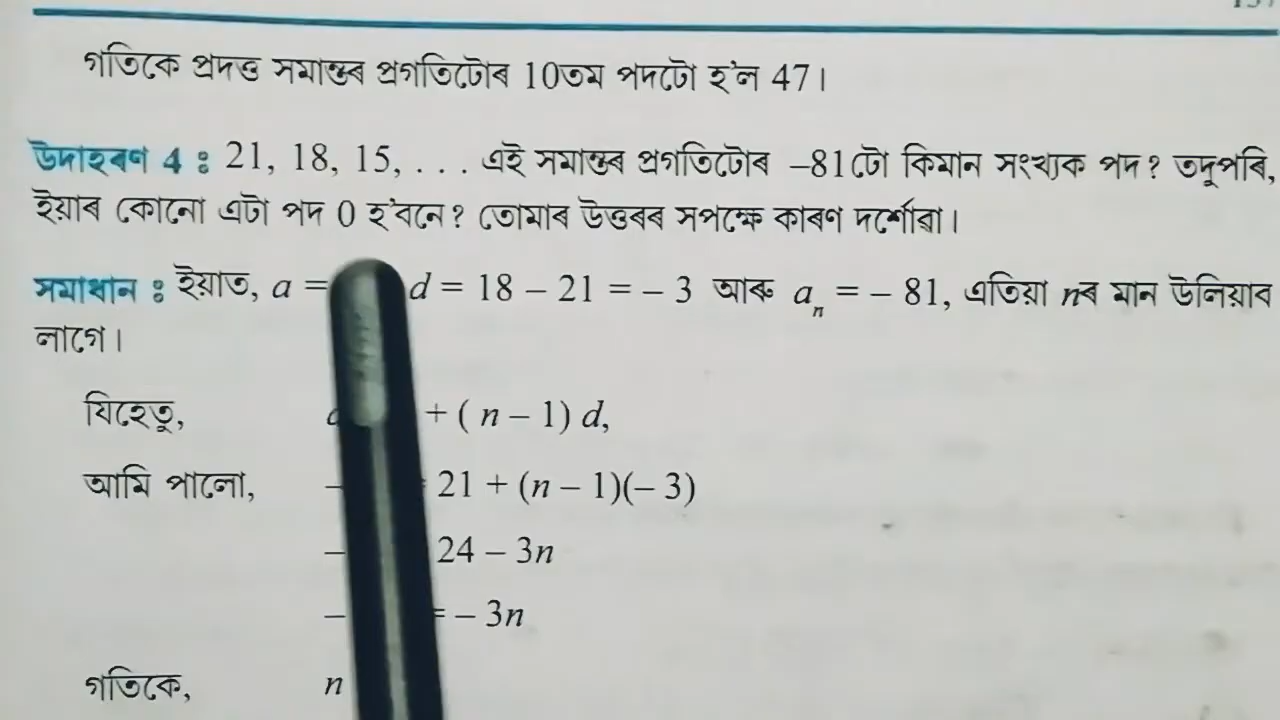 গতিকে প্ৰদত্ত সমান্তৰ প্ৰগতিটোৰ 10তম পদটো হ'ল 47।
উদাহৰণ 4 : 21, 18, 15, . . . এই সমান্তৰ প্ৰগতিটোৰ –81টো কিমান সংখ্যক পদ? তদুপৰি,
ইয়াৰ কোনো এটা পদ 0 হ'বনে? তোমাৰ উত্তৰৰ সপক্ষে কাৰণ দৰ্শোৱা।
সমাধান : ইয়াত, a = d = 18 – 21 = – 3 আৰু aₙ = – 81, এতিয়া nৰ মান উলিয়াব
লাগে।
যিহেতু, + ( n – 1) d,
আমি পালো, – 21 + (n – 1)(– 3)
– 24 – 3n
– = – 3n
গতিকে, n